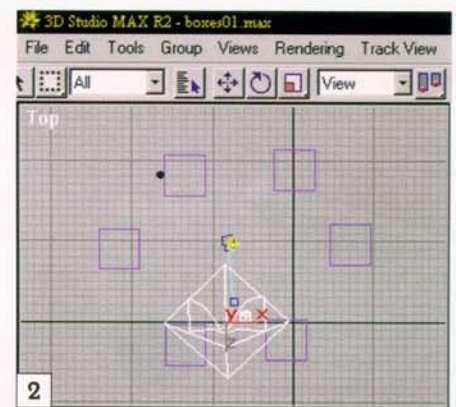 3D Studio MAX R2 - boxes01.max
File Edit Tools Group Views Rendering Track View
All View
Top
y x
z
2